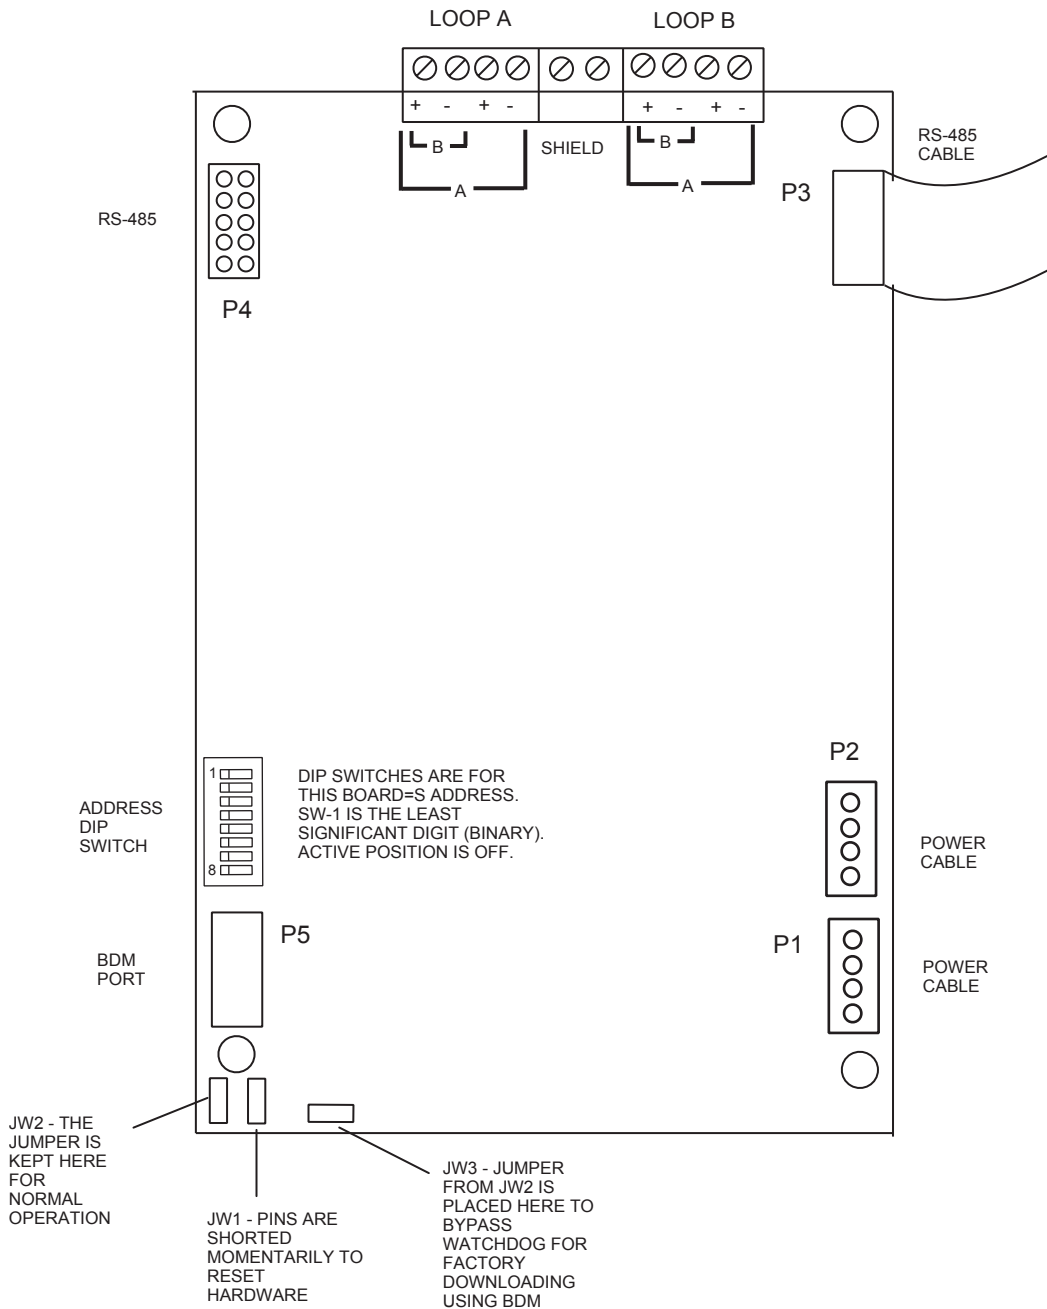 LOOP A
LOOP B
+ - + -
+ - + -
B
SHIELD
B
A
A
RS-485
CABLE
P3
RS-485
P4
P2
1
8
ADDRESS
DIP
SWITCH
DIP SWITCHES ARE FOR
THIS BOARD=S ADDRESS.
SW-1 IS THE LEAST
SIGNIFICANT DIGIT (BINARY).
ACTIVE POSITION IS OFF.
POWER
CABLE
P5
P1
BDM
PORT
POWER
CABLE
JW2 - THE
JUMPER IS
KEPT HERE
FOR
NORMAL
OPERATION
JW1 - PINS ARE
SHORTED
MOMENTARILY TO
RESET
HARDWARE
JW3 - JUMPER
FROM JW2 IS
PLACED HERE TO
BYPASS
WATCHDOG FOR
FACTORY
DOWNLOADING
USING BDM